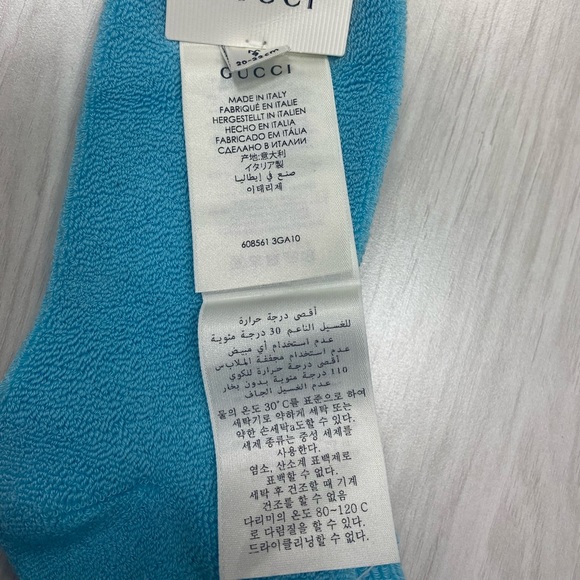 GUCCI
20-22cm
GUCCI
MADE IN ITALY
FABRIQUÉ EN ITALIE
HERGESTELLT IN ITALIEN
HECHO EN ITALIA
FABRICADO EM ITÁLIA
СДЕЛАНО В ИТАЛИИ
产地:意大利
イタリア製
صنع في إيطاليا
이태리제
608561 3GA10
أقصى درجة حرارة
للغسيل الناعم 30 درجة مئوية
عدم استخدام أي مبيض
عدم استخدام مجففة الملابس
أقصى درجة حرارة للكوي
110 درجة مئوية بدون بخار
عدم الغسيل الجاف
물의 온도 30˚C를 표준으로 하여
세탁기로 약하게 세탁 또는
약한 손세탁a도할 수 있다.
세제 종류는 중성 세제를
사용한다.
염소, 산소계 표백제로
표백할 수 없다.
세탁 후 건조할 때 기계
건조를 할 수 없음
다리미의 온도 80~120 C
로 다림질을 할 수 있다.
드라이클리닝할 수 없다.